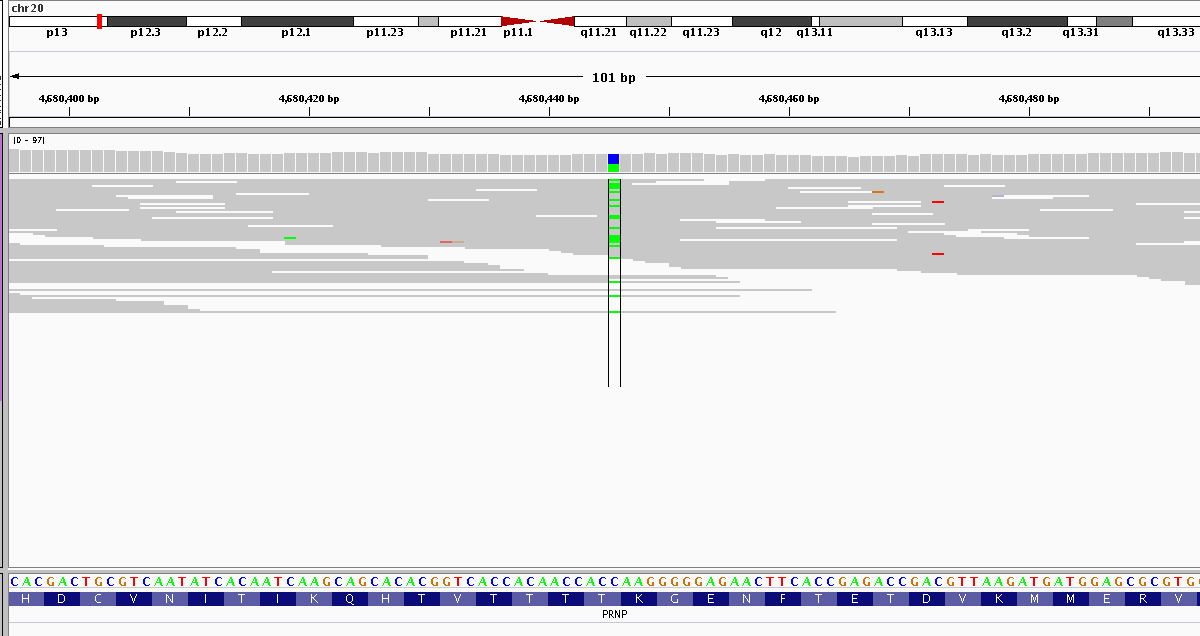 chr20
p13 p12.3 p12.2 p12.1 p11.23 p11.21 p11.1 q11.21 q11.22 q11.23 q12 q13.11 q13.13 q13.2 q13.31 q13.33
101 bp
4,680,400 bp 4,680,420 bp 4,680,440 bp 4,680,460 bp 4,680,480 bp
[0 - 97]
CACGACTGCGTCAATATCACAATCAAGCAGCACACGGTCACCACAACCACCAAGGGGGAGAACTTCACCGAGACCGACGTTAAGATGATGGAGCGCGTG
H D C V N I T I K Q H T V T T T T K G E N F T E T D V K M M E R V
PRNP